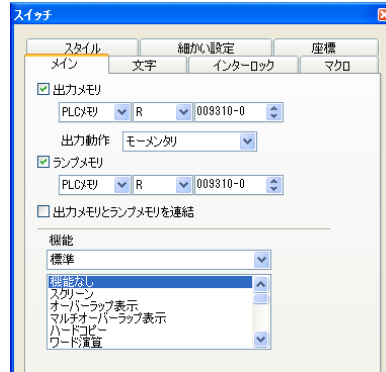 スイッチ
スタイル 細かい設定 座標
メイン 文字 インターロック マクロ
出力メモリ
PLCメモリ R 009310-0
出力動作 モーメンタリ
ランプメモリ
PLCメモリ R 009310-0
出力メモリとランプメモリを連結
機能
標準
機能なし
スクリーン
オーバーラップ表示
マルチオーバーラップ表示
ハードコピー
ワード演算